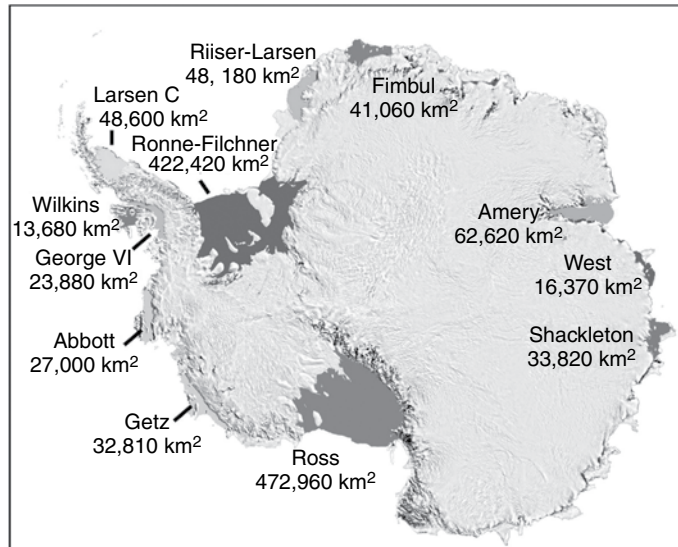 Riiser-Larsen
48, 180 km²
Fimbul
41,060 km²
Larsen C
48,600 km²
Ronne-Filchner
422,420 km²
Wilkins
13,680 km²
Amery
62,620 km²
George VI
23,880 km²
West
16,370 km²
Abbott
27,000 km²
Shackleton
33,820 km²
Getz
32,810 km²
Ross
472,960 km²